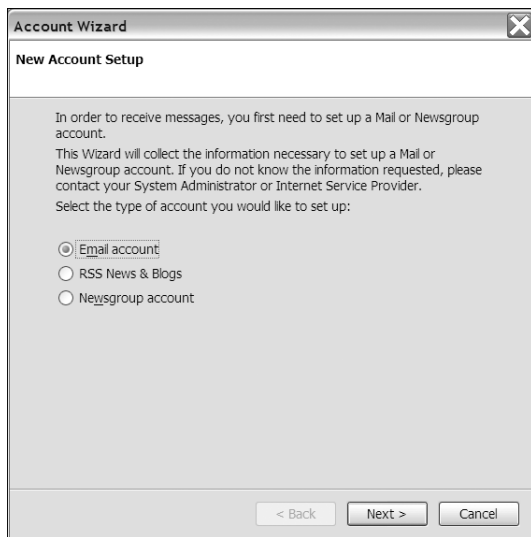 Account Wizard
New Account Setup
In order to receive messages, you first need to set up a Mail or Newsgroup
account.
This Wizard will collect the information necessary to set up a Mail or
Newsgroup account. If you do not know the information requested, please
contact your System Administrator or Internet Service Provider.
Select the type of account you would like to set up:
Email account
RSS News & Blogs
Newsgroup account
< Back Next > Cancel